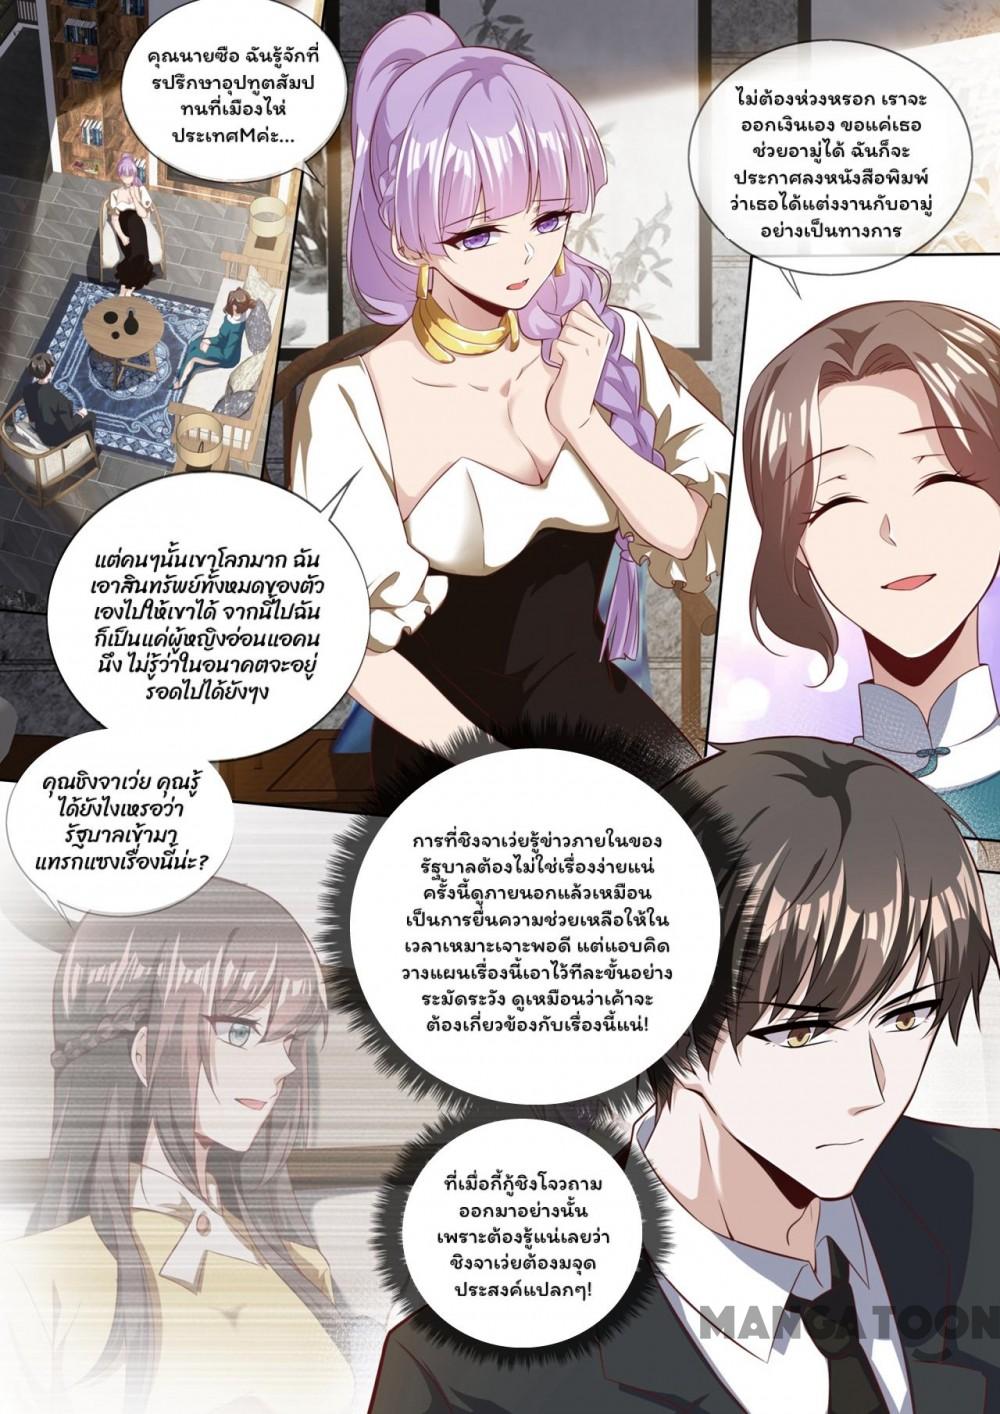 คุณนายซือ ฉันรู้จักที่
รปรึกษาอุปทูตสัมป
ทนที่เมืองไห่
ประเทศMค่ะ...
ไม่ต้องห่วงหรอก เราจะ
ออกเงินเอง ขอแค่เธอ
ช่วยอามู่ได้ ฉันก็จะ
ประกาศลงหนังสือพิมพ์
ว่าเธอได้แต่งงานกับอามู่
อย่างเป็นทางการ
แต่คนๆนั้นเขาโลภมาก ฉัน
เอาสินทรัพย์ทั้งหมดของตัว
เองไปให้เขาได้ จากนี้ไปฉัน
ก็เป็นแค่ผู้หญิงอ่อนแอคน
นึง ไม่รู้ว่าในอนาคตจะอยู่
รอดไปได้ยังๆง
คุณชิงจาเว่ย คุณรู้
ได้ยังไงเหรอว่า
รัฐบาลเข้ามา
แทรกแซงเรื่องนี้น่ะ?
การที่ชิงจาเว่ยรู้ข่าวภายในของ
รัฐบาลต้องไม่ใช่เรื่องง่ายแน่
ครั้งนี้ดูภายนอกแล้วเหมือน
เป็นการยื่นความช่วยเหลือให้ใน
เวลาเหมาะเจาะพอดี แต่แอบคิด
วางแผนเรื่องนี้เอาไว้ทีละขั้นอย่าง
ระมัดระวัง ดูเหมือนว่าเค้าจะ
ต้องเกี่ยวข้องกับเรื่องนี้แน่!
ที่เมื่อกี้กู้ชิงโจวถาม
ออกมาอย่างนั้น
เพราะต้องรู้แน่เลยว่า
ชิงจาเว่ยต้องมจุด
ประสงค์แปลกๆ!
MANGATOON